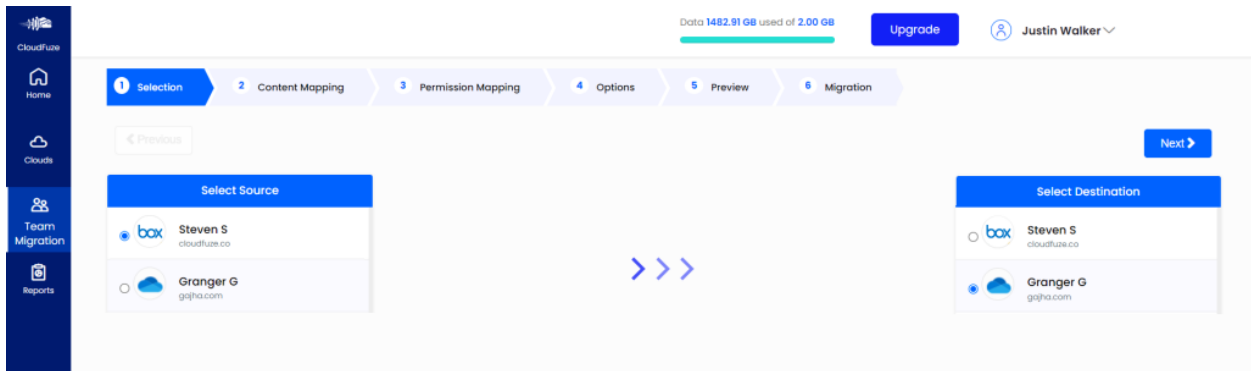 CloudFuze
Data 1482.91 GB used of 2.00 GB
Upgrade
Justin Walker
Home
Clouds
Team
Migration
Reports
1 Selection
2 Content Mapping
3 Permission Mapping
4 Options
5 Preview
6 Migration
Previous
Next
Select Source
box
Steven S
cloudfuze.co
Granger G
gajha.com
Select Destination
box
Steven S
cloudfuze.co
Granger G
gajha.com